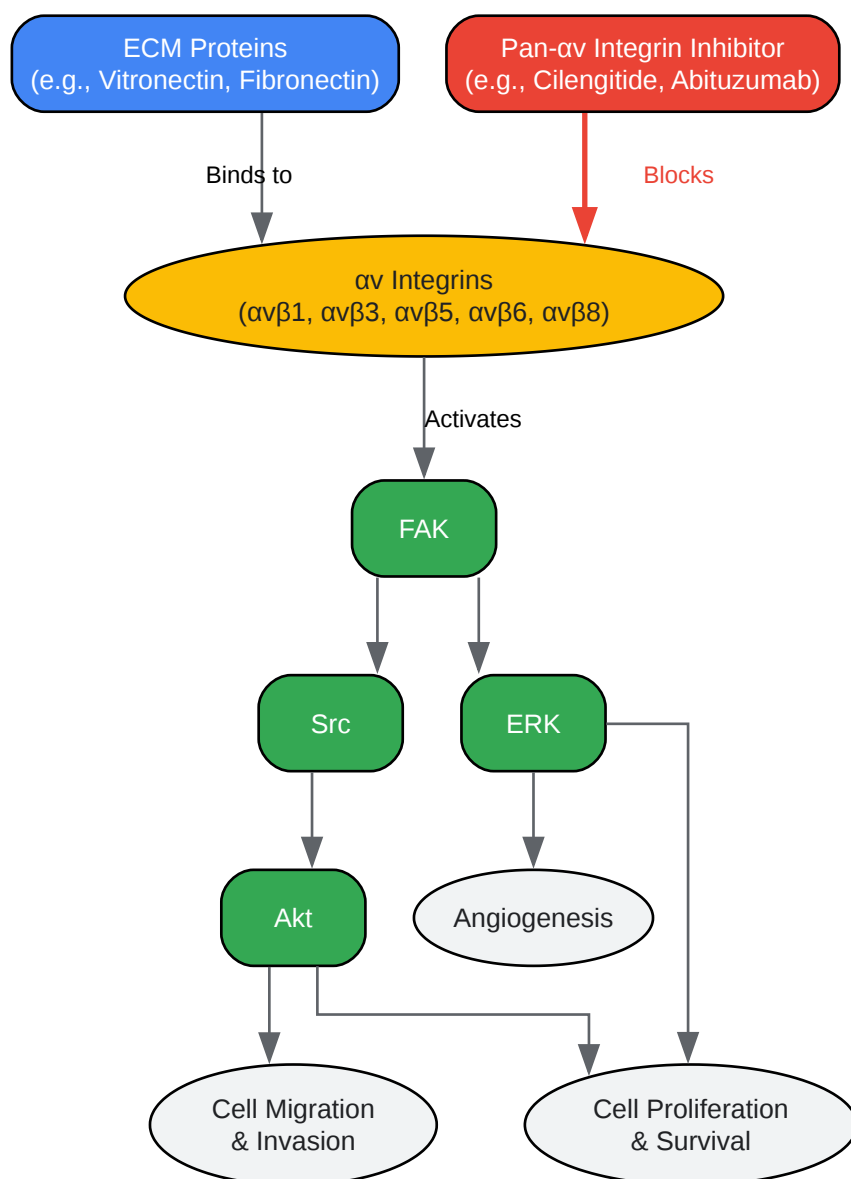 ECM Proteins
(e.g., Vitronectin, Fibronectin)
Pan-αv Integrin Inhibitor
(e.g., Cilengitide, Abituzumab)
Binds to
Blocks
αv Integrins
(αvβ1, αvβ3, αvβ5, αvβ6, αvβ8)
Activates
FAK
Src
ERK
Akt
Angiogenesis
Cell Migration
& Invasion
Cell Proliferation
& Survival